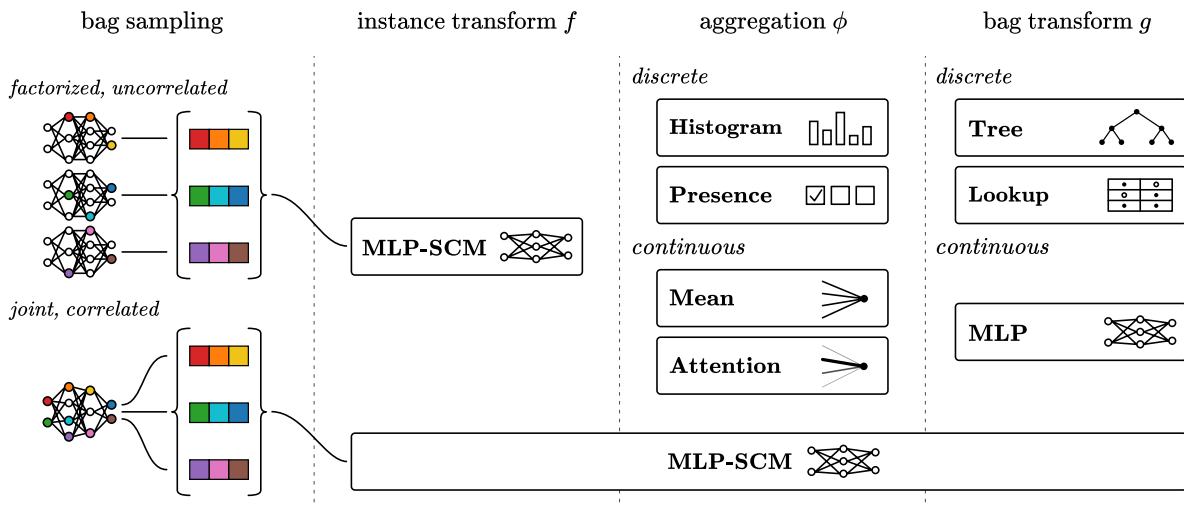 bag sampling
instance transform f
aggregation ϕ
bag transform g
factorized, uncorrelated
joint, correlated
MLP-SCM
discrete
Histogram
Presence
continuous
Mean
Attention
discrete
Tree
Lookup
continuous
MLP
MLP-SCM